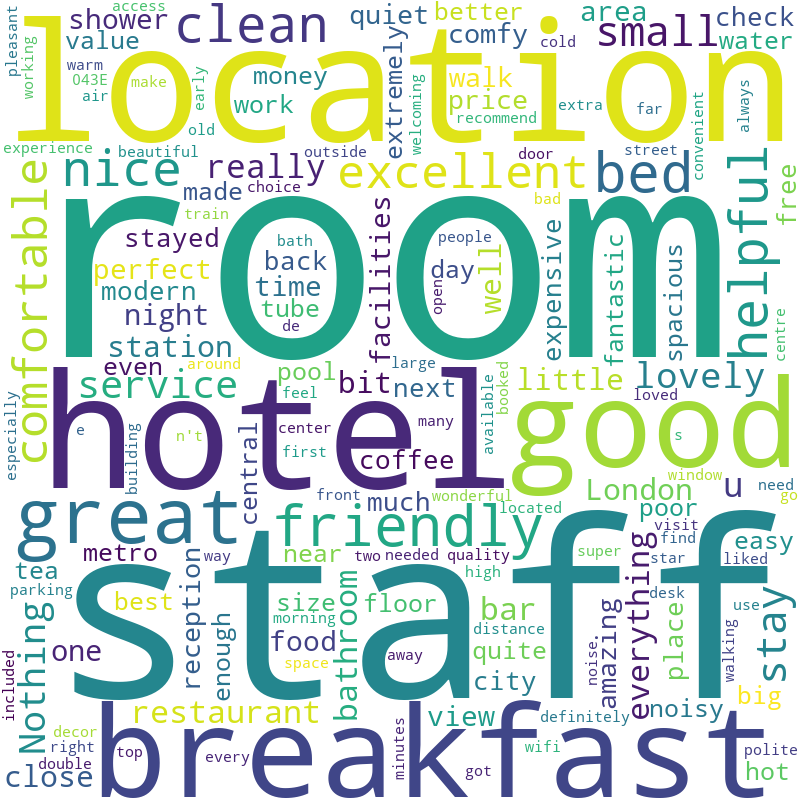 access
pleasant
shower
clean
quiet
better
area
check
value
comfy
cold
small
water
location
working
warm
O43E
air
make
early
money
work
extremely
walk
price
welcoming
recommend
extra
far
convenient
always
old
experience
beautiful
outside
door
street
nice
really
excellent
bed
helpful
free
comfortable
made
choice
train
bad
room
stayed
bath
people
facilities
perfect
back
time
day
well
expensive
fantastic
spacious
modern
de
open
tube
night
station
centre
even
around
pool
large
service
feel
bit
next
available
booked
little
lovely
loved
hotel
good
especially
e
building
n't
central
center
first
many
coffee
s
window
great
front
much
wonderful
London
located
u
need
go
friendly
poor
visit
find
easy
metro
reception
way
near
two
needed
quality
super
star
liked
tea
high
everything
desk
use
stay
parking
Nothing
staff
best
enough
size
morning
bathroom
floor
bar
distance
amazing
place
walking
one
food
space
away
quite
noise
city
big
included
restaurant
view
definitely
noisy
decor
right
breakfast
close
double
top
every
minutes
got
wifi
polite
hot